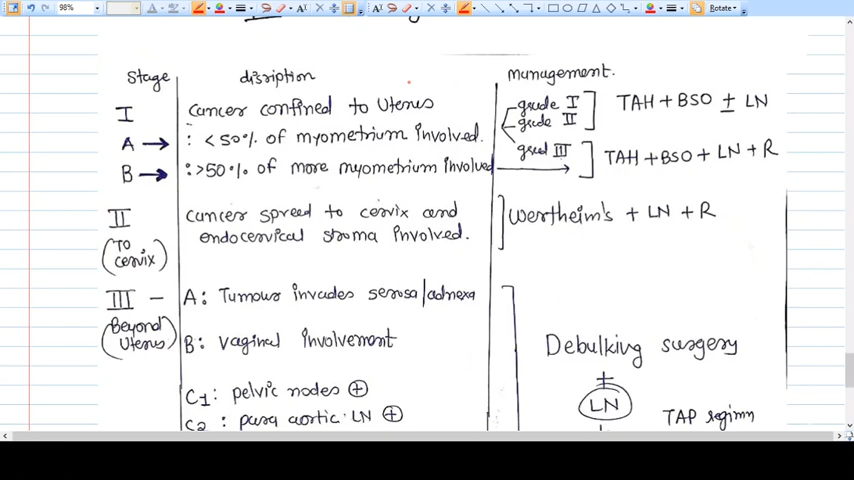 98%
Rotate
Stage
disription
management.
I
cancer confined to Uterus
A → : <50% of myometrium involved.
B → : >50% of more myometrium involved
grade I
grade II
TAH + BSO ± LN
grad III
TAH + BSO + LN + R
II
(To cervix)
cancer spread to cervix and
endocervical stroma involved.
Wertheim's + LN + R
III -
(Beyond Uterus)
A: Tumour invades serosa/adnexa
B: vaginal involvement
C1: pelvic nodes +
C2 : para aortic LN +
Debulking surgery
±
LN
TAP regimn